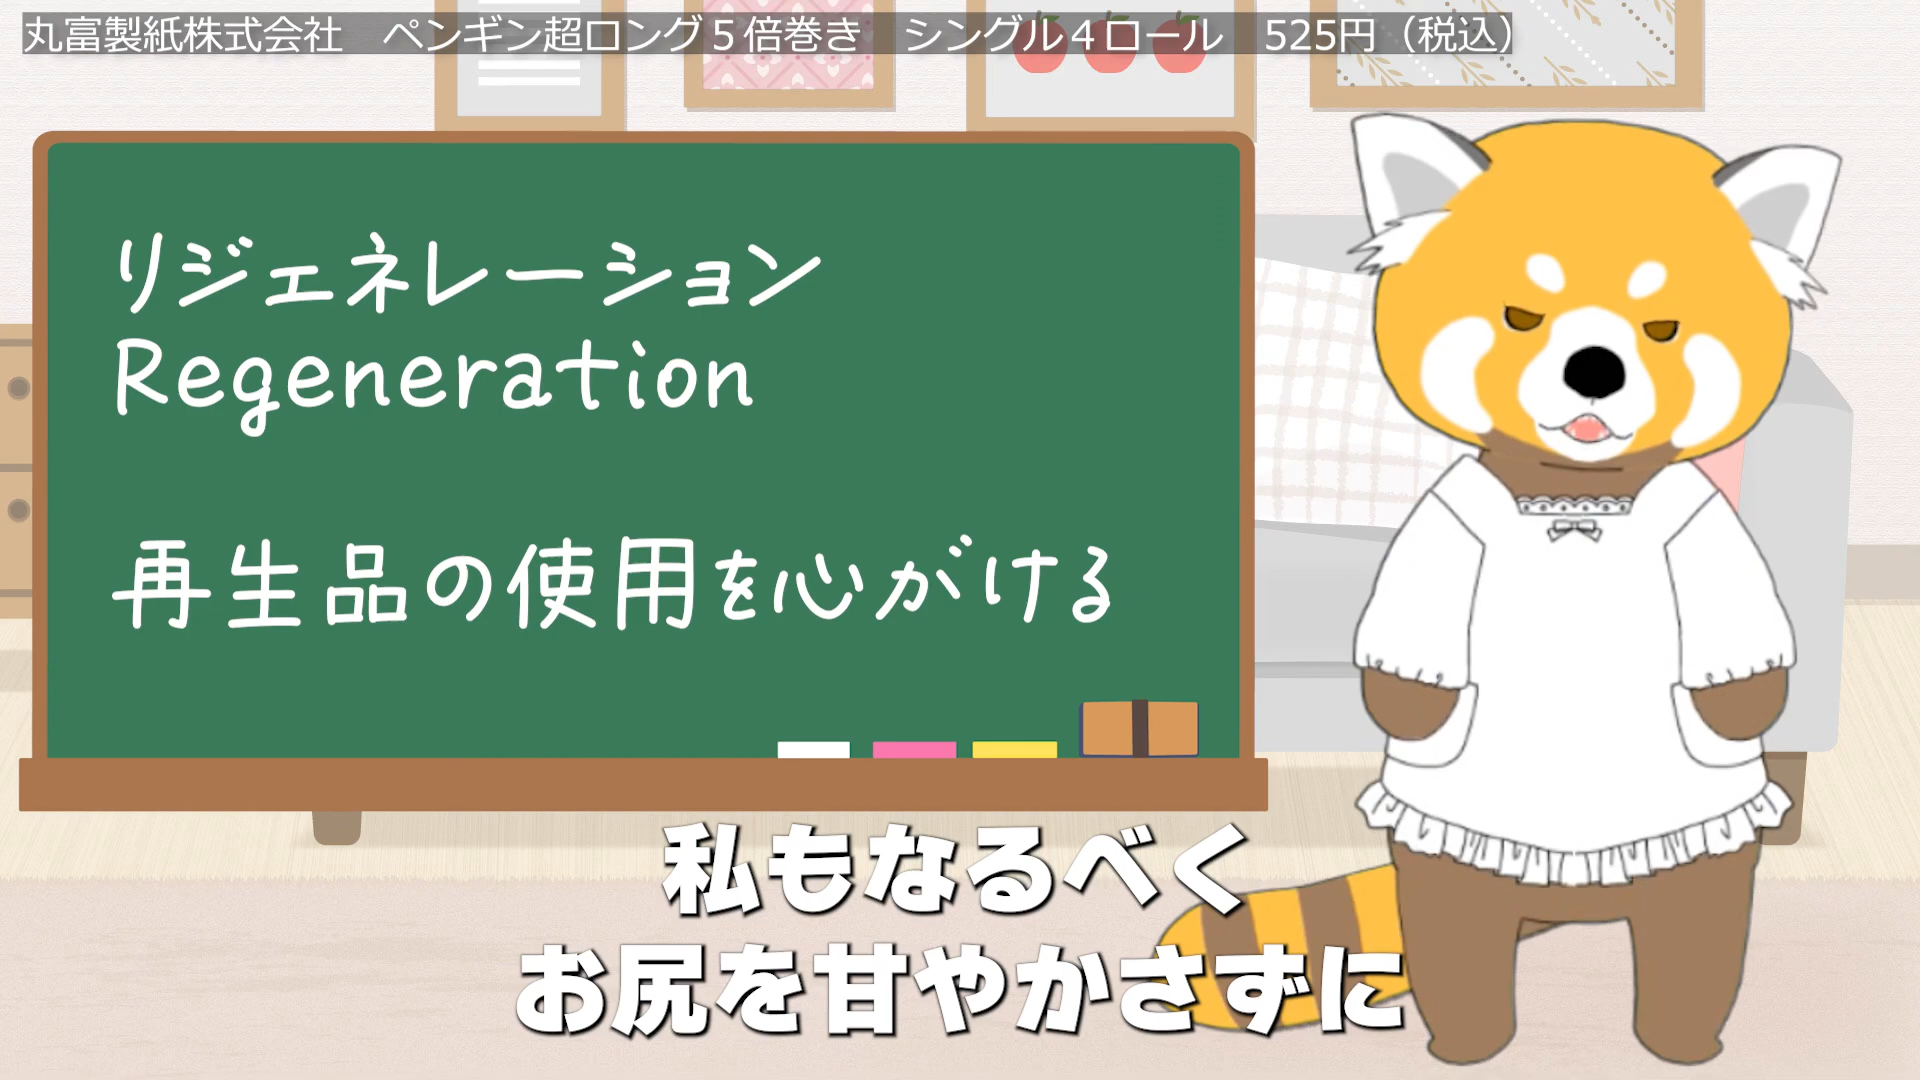 丸富製紙株式会社　ペンギン超ロング５倍巻き　シングル４ロール　525円（税込）
リジェネレーション
Regeneration
再生品の使用を心がける
私もなるべく
お尻を甘やかさずに